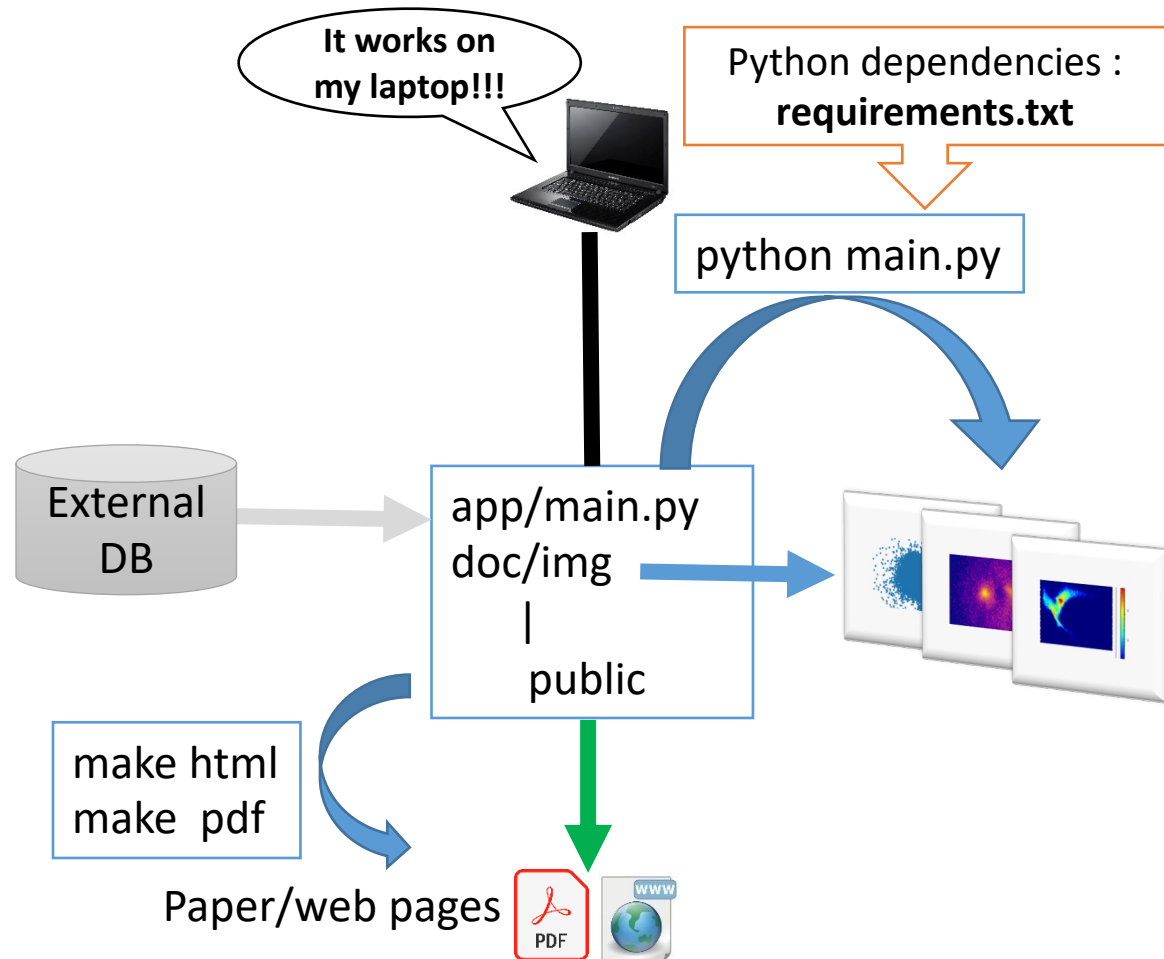 It works on
my laptop!!!
Python dependencies :
requirements.txt
python main.py
External
DB
app/main.py
doc/img
|
public
make html
make  pdf
Paper/web pages
PDF
WWW